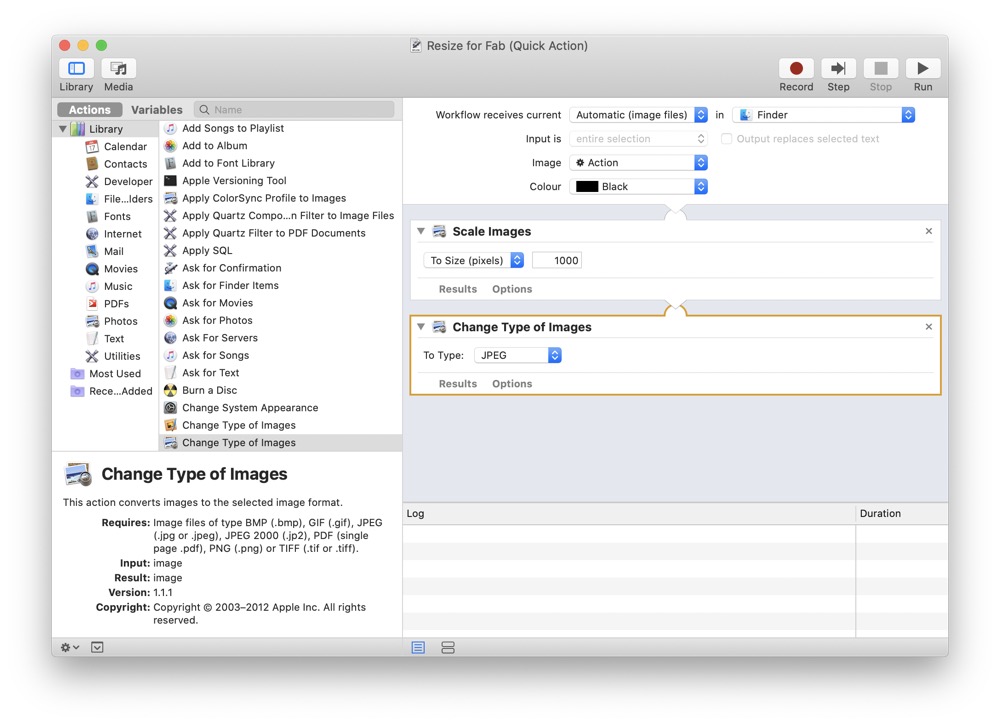 Resize for Fab (Quick Action)
Library
Media
Record
Step
Stop
Run
Actions
Variables
Name
Library
Calendar
Contacts
Developer
File...lders
Fonts
Internet
Mail
Movies
Music
PDFs
Photos
Text
Utilities
Most Used
Rece...Added
Add Songs to Playlist
Add to Album
Add to Font Library
Apple Versioning Tool
Apply ColorSync Profile to Images
Apply Quartz Compo...n Filter to Image Files
Apply Quartz Filter to PDF Documents
Apply SQL
Ask for Confirmation
Ask for Finder Items
Ask for Movies
Ask for Photos
Ask For Servers
Ask for Songs
Ask for Text
Burn a Disc
Change System Appearance
Change Type of Images
Change Type of Images
Change Type of Images
This action converts images to the selected image format.
Requires: Image files of type BMP (.bmp), GIF (.gif), JPEG
(.jpg or .jpeg), JPEG 2000 (.jp2), PDF (single
page .pdf), PNG (.png) or TIFF (.tif or .tiff).
Input: image
Result: image
Version: 1.1.1
Copyright: Copyright © 2003–2012 Apple Inc. All rights
reserved.
Workflow receives current Automatic (image files) in Finder
Input is entire selection Output replaces selected text
Image Action
Colour Black
Scale Images
To Size (pixels) 1000
Results Options
Change Type of Images
To Type: JPEG
Results Options
Log Duration